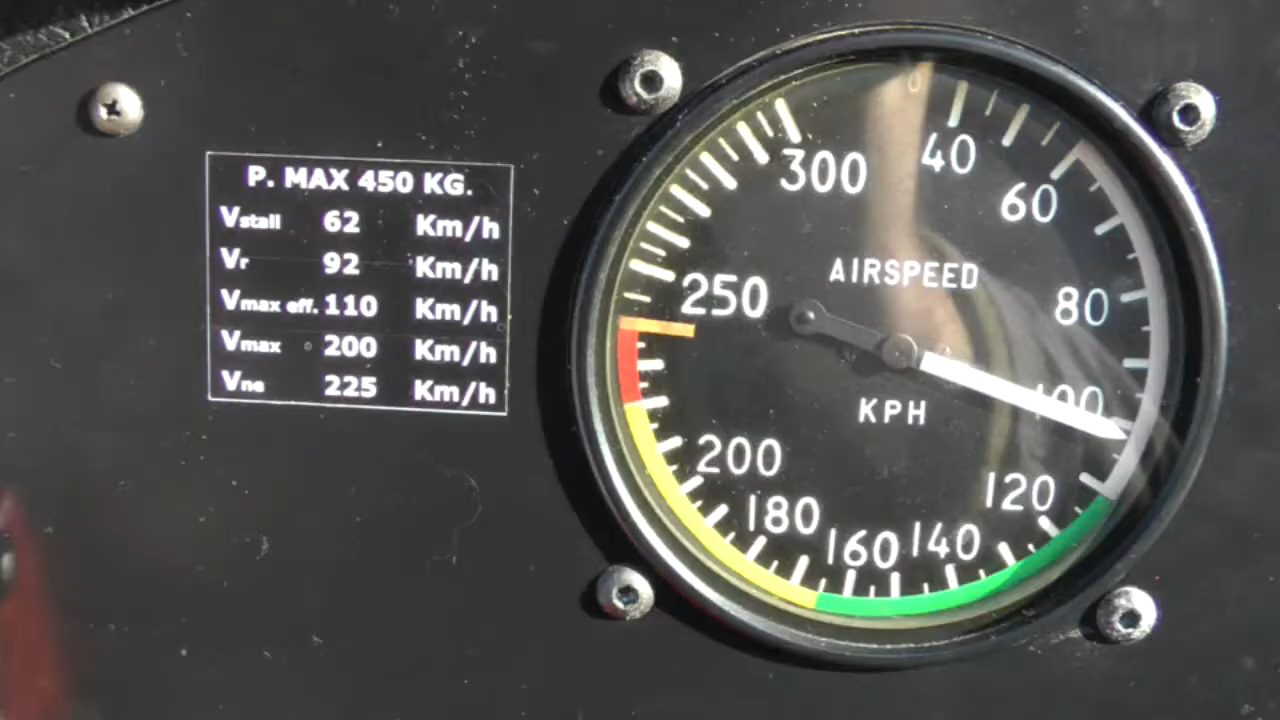 P. MAX 450 KG.
Vstall 62 Km/h
Vr 92 Km/h
Vmax eff. 110 Km/h
Vmax 200 Km/h
Vne 225 Km/h
0
40
60
80
100
120
140
160
180
200
250
300
AIRSPEED
KPH